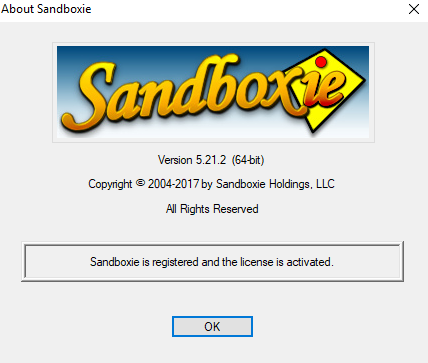 About Sandboxie
Sandboxie
Version 5.21.2 (64-bit)
Copyright © 2004-2017 by Sandboxie Holdings, LLC
All Rights Reserved
Sandboxie is registered and the license is activated.
OK